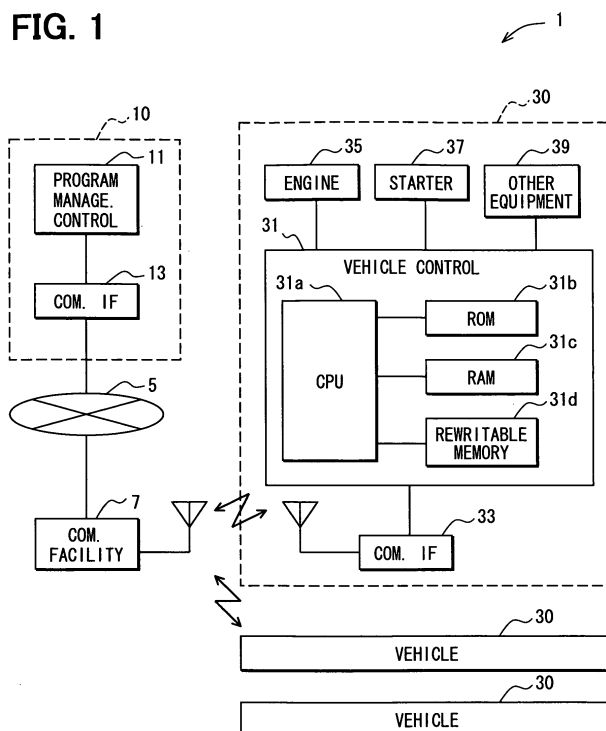 FIG. 1
1
10
11
PROGRAM
MANAGE.
CONTROL
13
COM. IF
5
7
COM.
FACILITY
30
35
ENGINE
37
STARTER
39
OTHER
EQUIPMENT
31
VEHICLE CONTROL
31a
CPU
31b
ROM
31c
RAM
31d
REWRITABLE
MEMORY
33
COM. IF
30
VEHICLE
30
VEHICLE